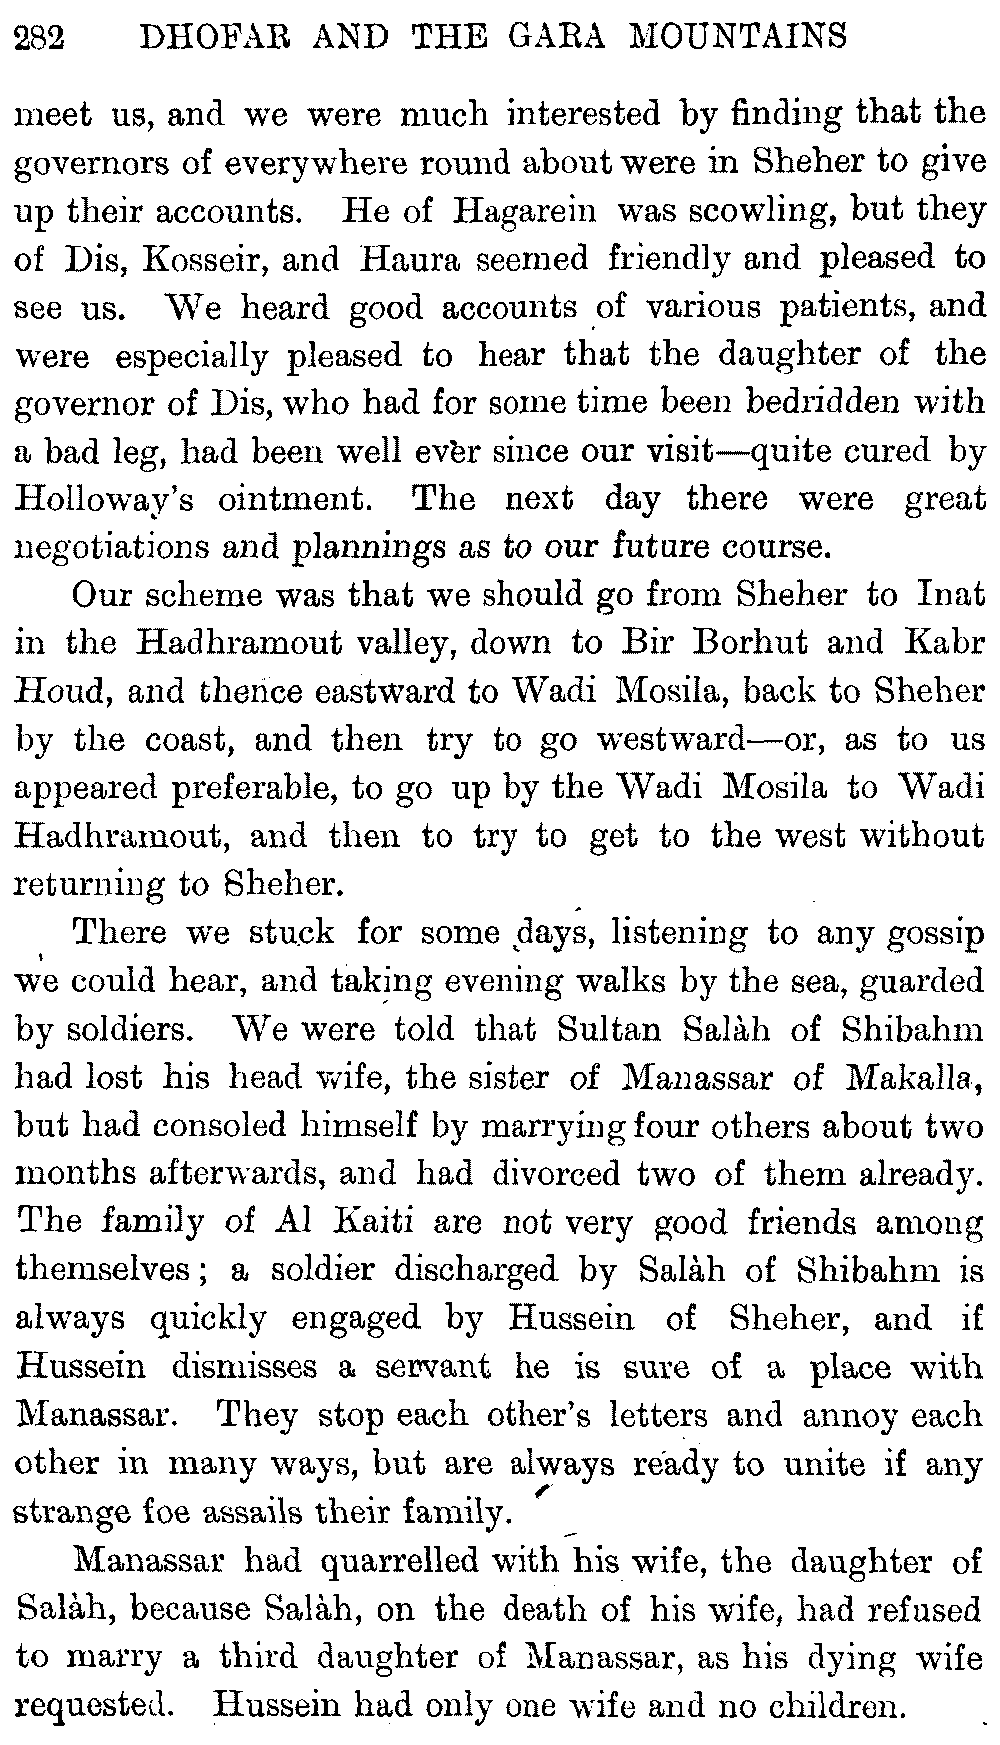 282 DHOFAR AND THE GARA MOUNTAINS
meet us, and we were much interested by finding that the
governors of everywhere round about were in Sheher to give
up their accounts. He of Hagarein was scowling, but they
of Dis, Kosseir, and Haura seemed friendly and pleased to
see us. We heard good accounts of various patients, and
were especially pleased to hear that the daughter of the
governor of Dis, who had for some time been bedridden with
a bad leg, had been well ever since our visit—quite cured by
Holloway's ointment. The next day there were great
negotiations and plannings as to our future course.
Our scheme was that we should go from Sheher to Inat
in the Hadhramout valley, down to Bir Borhut and Kabr
Houd, and thence eastward to Wadi Mosila, back to Sheher
by the coast, and then try to go westward—or, as to us
appeared preferable, to go up by the Wadi Mosila to Wadi
Hadhramout, and then to try to get to the west without
returning to Sheher.
There we stuck for some days, listening to any gossip
we could hear, and taking evening walks by the sea, guarded
by soldiers. We were told that Sultan Salàh of Shibahm
had lost his head wife, the sister of Manassar of Makalla,
but had consoled himself by marrying four others about two
months afterwards, and had divorced two of them already.
The family of Al Kaiti are not very good friends among
themselves; a soldier discharged by Salàh of Shibahm is
always quickly engaged by Hussein of Sheher, and if
Hussein dismisses a servant he is sure of a place with
Manassar. They stop each other's letters and annoy each
other in many ways, but are always ready to unite if any
strange foe assails their family.
Manassar had quarrelled with his wife, the daughter of
Salàh, because Salàh, on the death of his wife, had refused
to marry a third daughter of Manassar, as his dying wife
requested. Hussein had only one wife and no children.